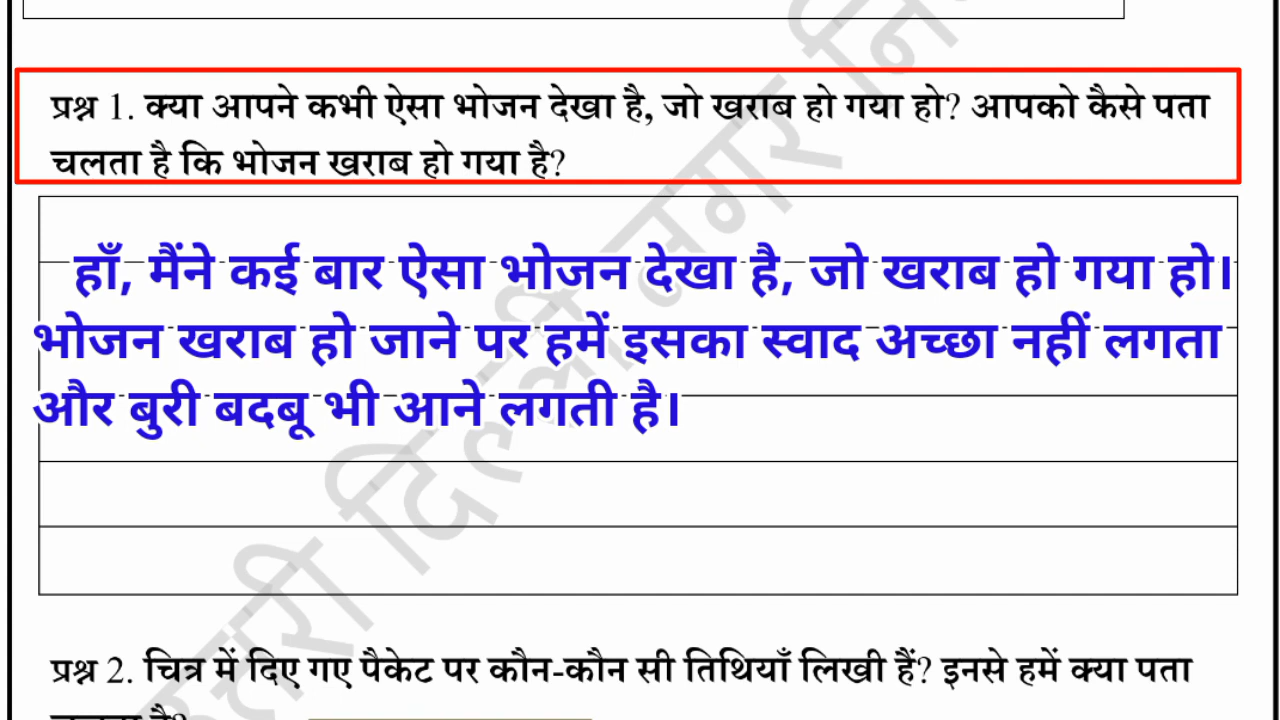 प्रश्न 1. क्या आपने कभी ऐसा भोजन देखा है, जो खराब हो गया हो? आपको कैसे पता
चलता है कि भोजन खराब हो गया है?
हाँ, मैंने कई बार ऐसा भोजन देखा है, जो खराब हो गया हो।
भोजन खराब हो जाने पर हमें इसका स्वाद अच्छा नहीं लगता
और बुरी बदबू भी आने लगती है।
प्रश्न 2. चित्र में दिए गए पैकेट पर कौन-कौन सी तिथियाँ लिखी हैं? इनसे हमें क्या पता
चलता है?